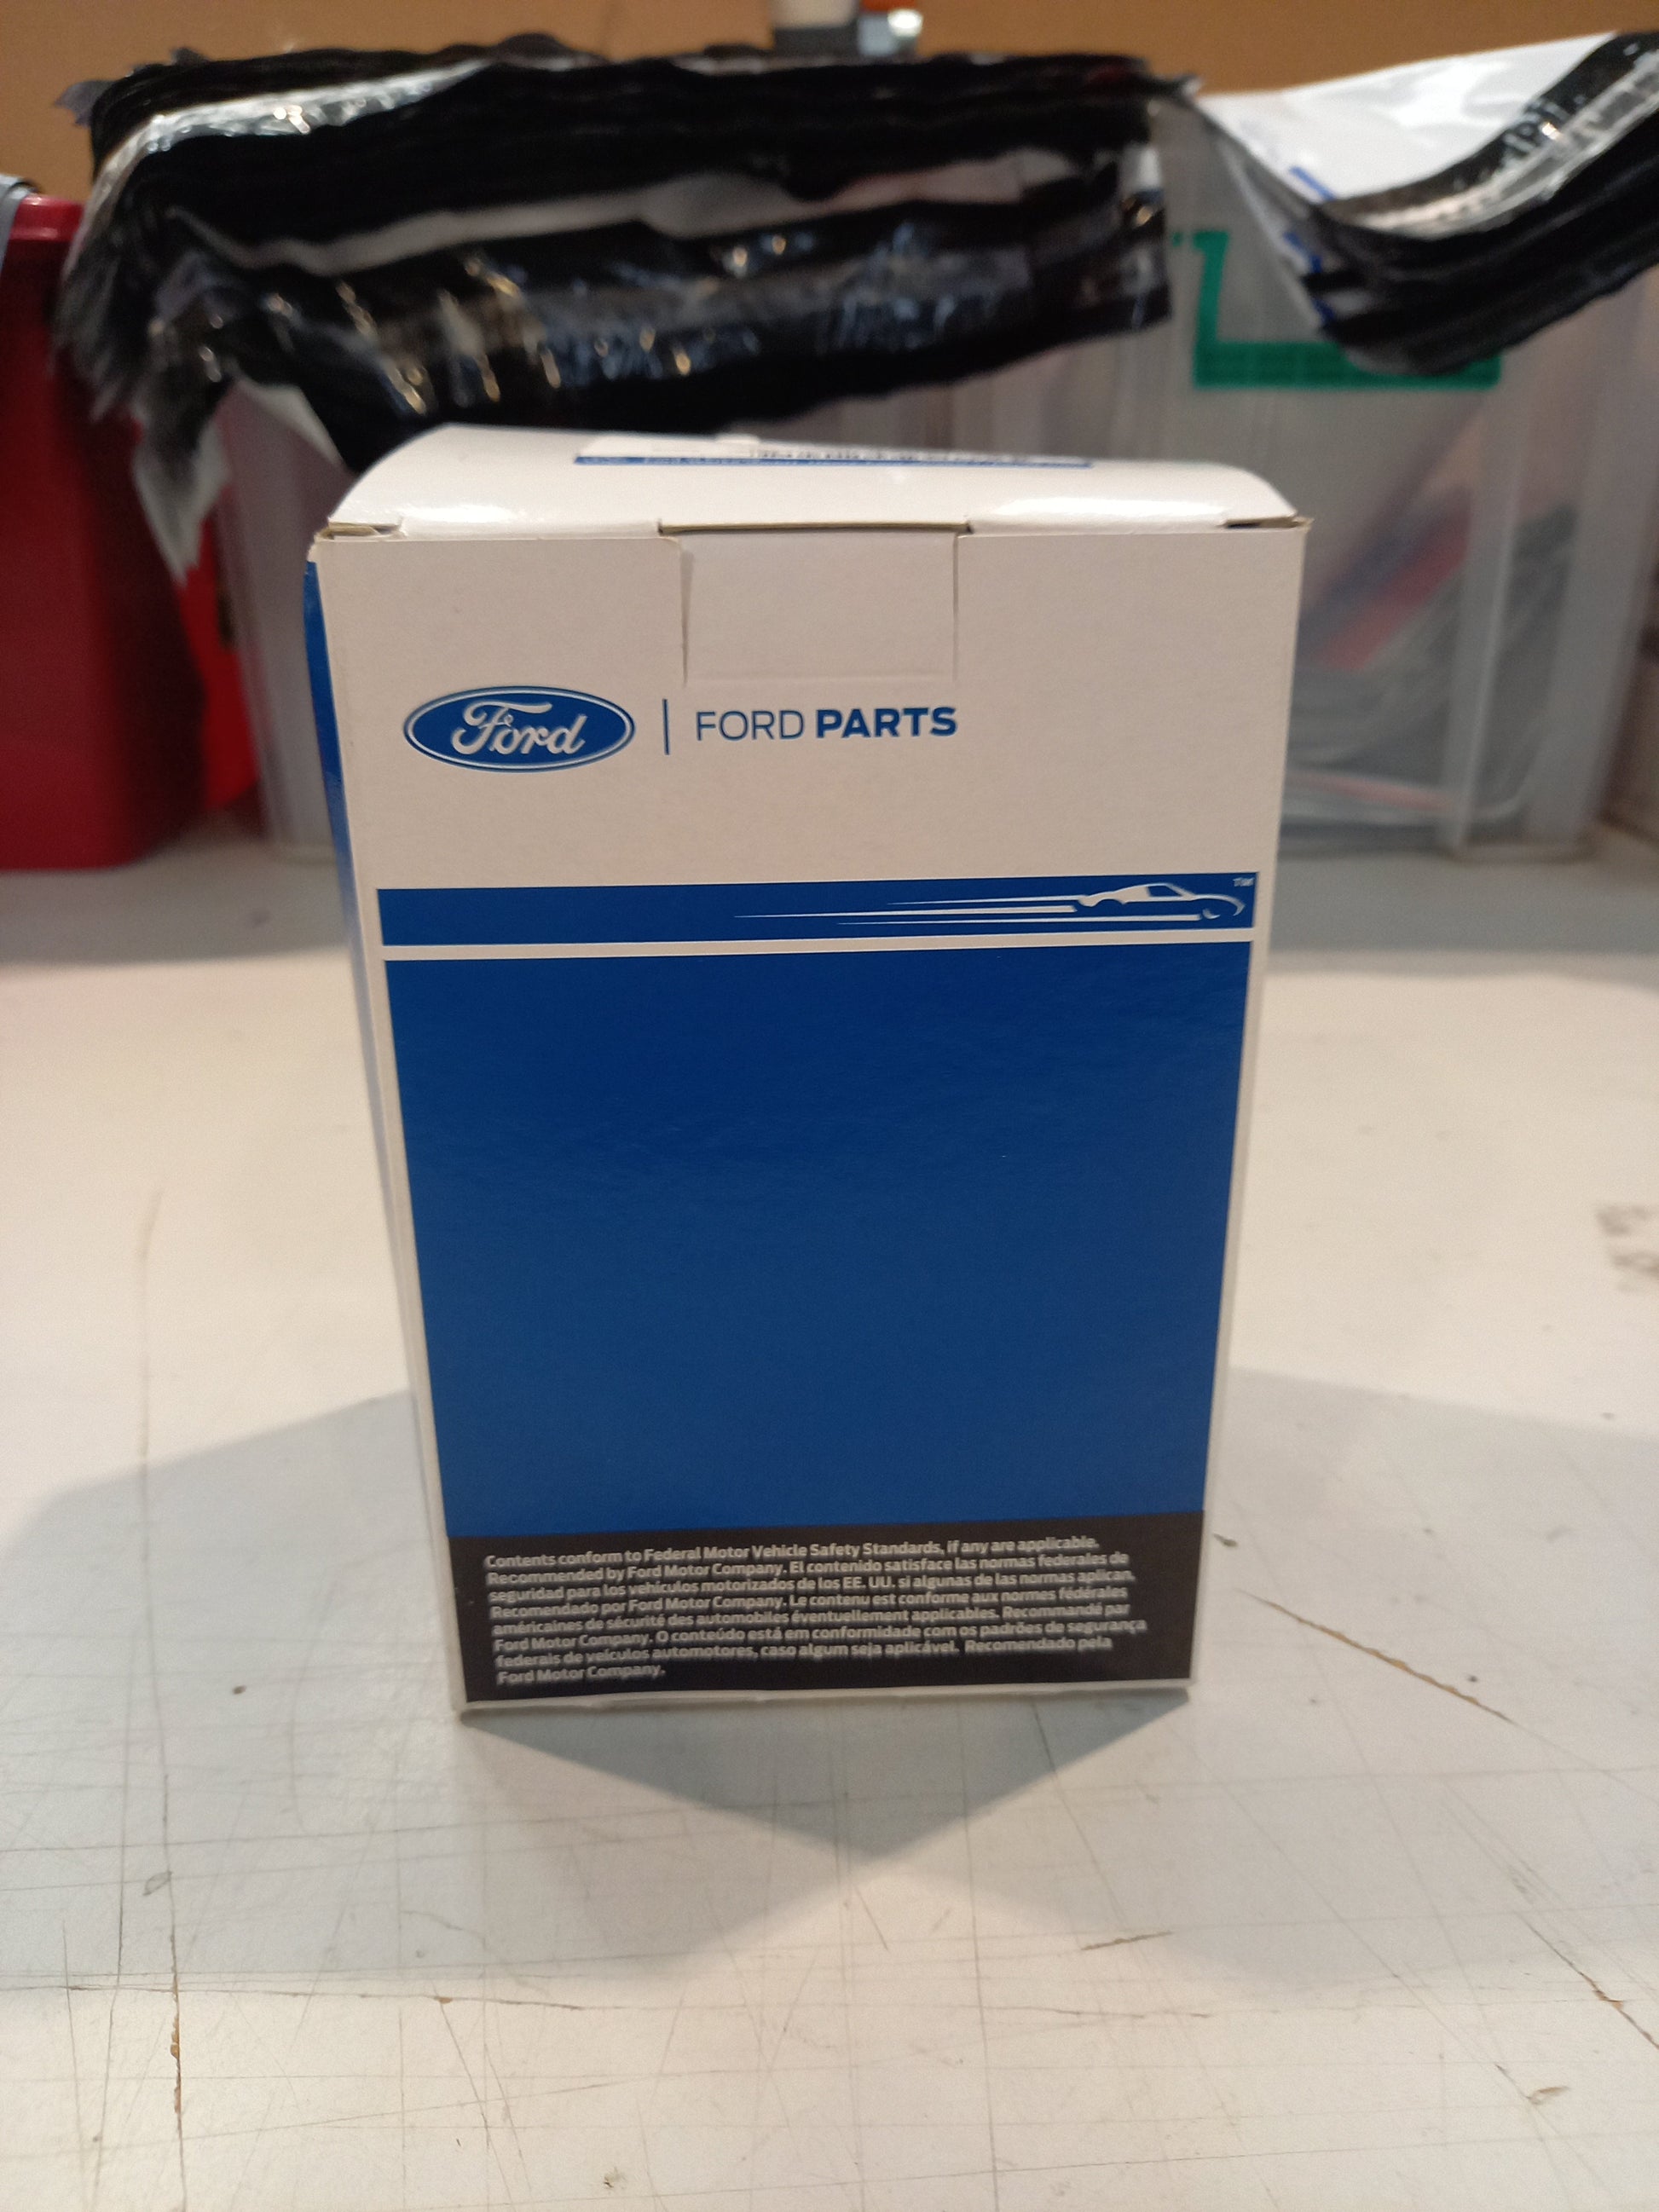 Ford
FORD PARTS
TM
Contents conform to Federal Motor Vehicle Safety Standards, if any are applicable.
Recommended by Ford Motor Company. El contenido satisface las normas federales de
seguridad para los vehículos motorizados de los EE. UU. si algunas de las normas aplican.
Recomendado por Ford Motor Company. Le contenu est conforme aux normes fédérales
américaines de sécurité des automobiles éventuellement applicables. Recommandé par
Ford Motor Company. O conteúdo está em conformidade com os padrões de segurança
federais de veículos automotores, caso algum seja aplicável. Recomendado pela
Ford Motor Company.